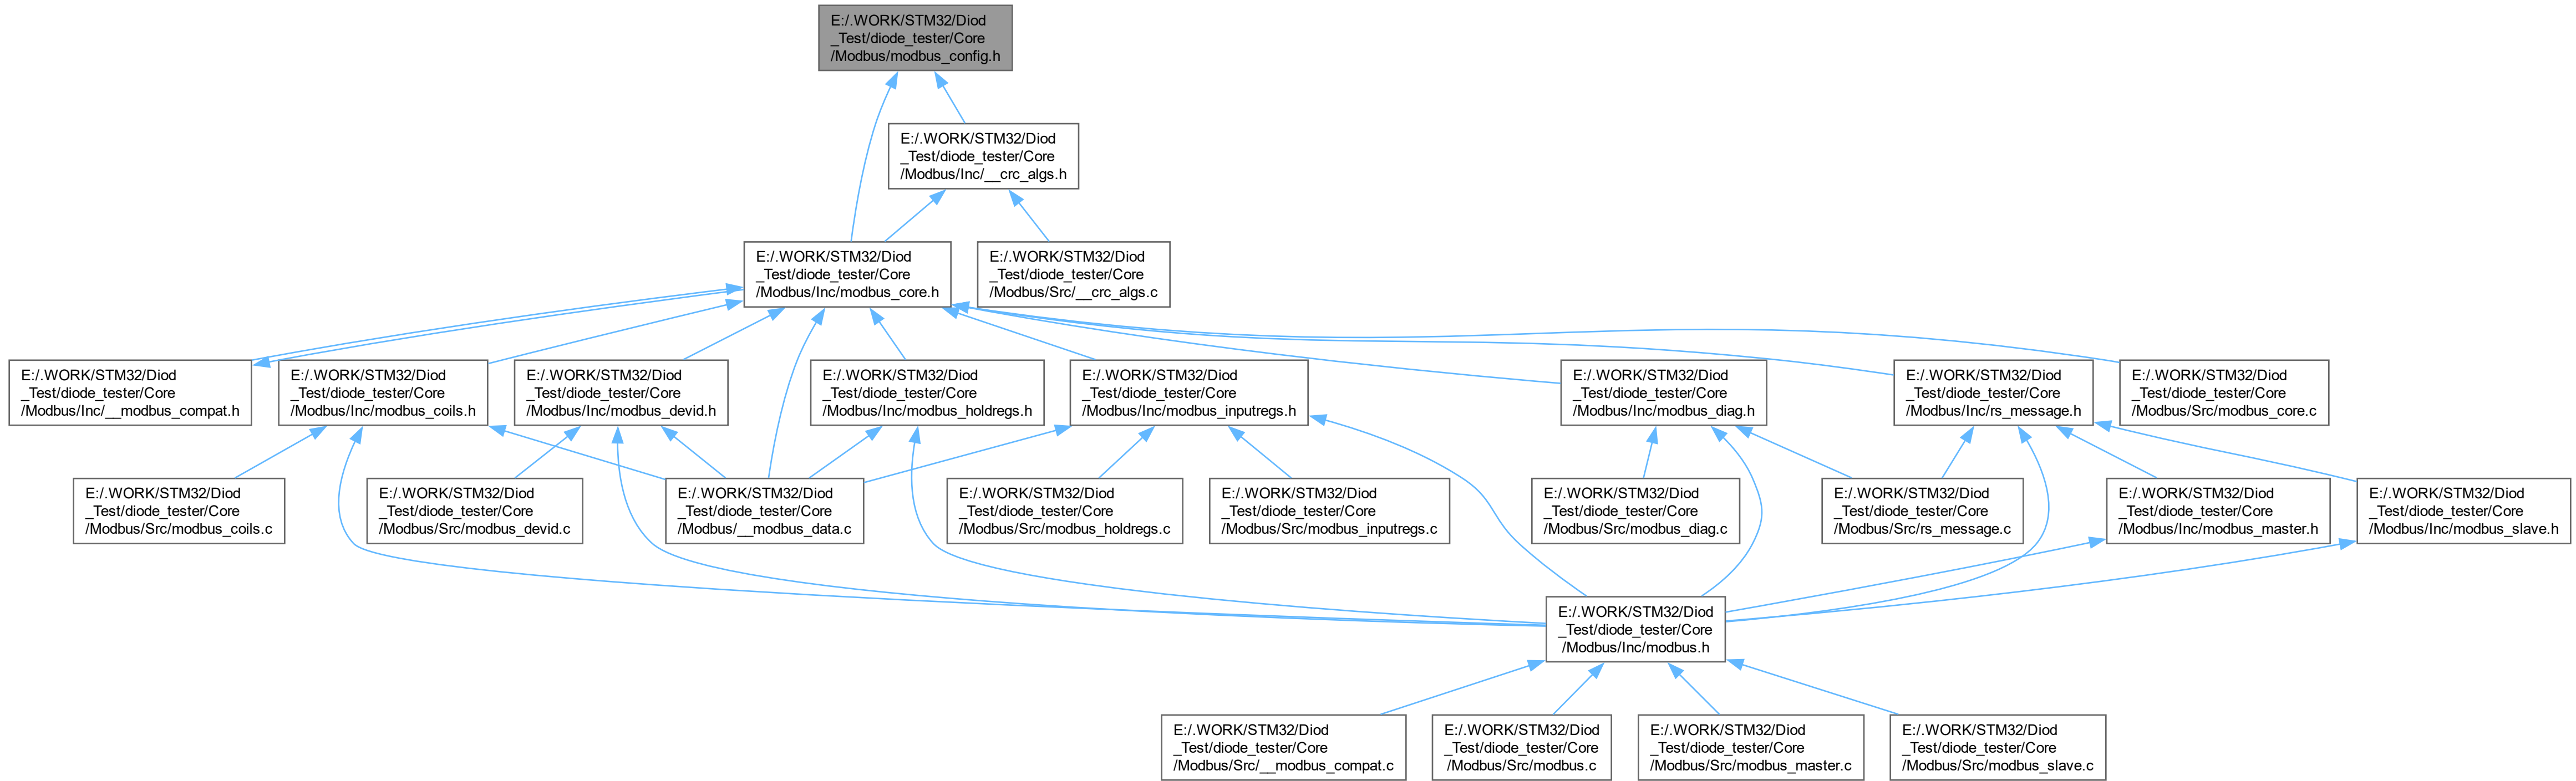 E:/.WORK/STM32/Diod
_Test/diode_tester/Core
/Modbus/modbus_config.h
E:/.WORK/STM32/Diod
_Test/diode_tester/Core
/Modbus/Inc/__crc_algs.h
E:/.WORK/STM32/Diod
_Test/diode_tester/Core
/Modbus/Inc/modbus_core.h
E:/.WORK/STM32/Diod
_Test/diode_tester/Core
/Modbus/Src/__crc_algs.c
E:/.WORK/STM32/Diod
_Test/diode_tester/Core
/Modbus/Inc/__modbus_compat.h
E:/.WORK/STM32/Diod
_Test/diode_tester/Core
/Modbus/Inc/modbus_coils.h
E:/.WORK/STM32/Diod
_Test/diode_tester/Core
/Modbus/Inc/modbus_devid.h
E:/.WORK/STM32/Diod
_Test/diode_tester/Core
/Modbus/Inc/modbus_holdregs.h
E:/.WORK/STM32/Diod
_Test/diode_tester/Core
/Modbus/Inc/modbus_inputregs.h
E:/.WORK/STM32/Diod
_Test/diode_tester/Core
/Modbus/Inc/modbus_diag.h
E:/.WORK/STM32/Diod
_Test/diode_tester/Core
/Modbus/Inc/rs_message.h
E:/.WORK/STM32/Diod
_Test/diode_tester/Core
/Modbus/Src/modbus_core.c
E:/.WORK/STM32/Diod
_Test/diode_tester/Core
/Modbus/Src/modbus_coils.c
E:/.WORK/STM32/Diod
_Test/diode_tester/Core
/Modbus/Src/modbus_devid.c
E:/.WORK/STM32/Diod
_Test/diode_tester/Core
/Modbus/__modbus_data.c
E:/.WORK/STM32/Diod
_Test/diode_tester/Core
/Modbus/Src/modbus_holdregs.c
E:/.WORK/STM32/Diod
_Test/diode_tester/Core
/Modbus/Src/modbus_inputregs.c
E:/.WORK/STM32/Diod
_Test/diode_tester/Core
/Modbus/Src/modbus_diag.c
E:/.WORK/STM32/Diod
_Test/diode_tester/Core
/Modbus/Src/rs_message.c
E:/.WORK/STM32/Diod
_Test/diode_tester/Core
/Modbus/Inc/modbus_master.h
E:/.WORK/STM32/Diod
_Test/diode_tester/Core
/Modbus/Inc/modbus_slave.h
E:/.WORK/STM32/Diod
_Test/diode_tester/Core
/Modbus/Inc/modbus.h
E:/.WORK/STM32/Diod
_Test/diode_tester/Core
/Modbus/Src/__modbus_compat.c
E:/.WORK/STM32/Diod
_Test/diode_tester/Core
/Modbus/Src/modbus.c
E:/.WORK/STM32/Diod
_Test/diode_tester/Core
/Modbus/Src/modbus_master.c
E:/.WORK/STM32/Diod
_Test/diode_tester/Core
/Modbus/Src/modbus_slave.c